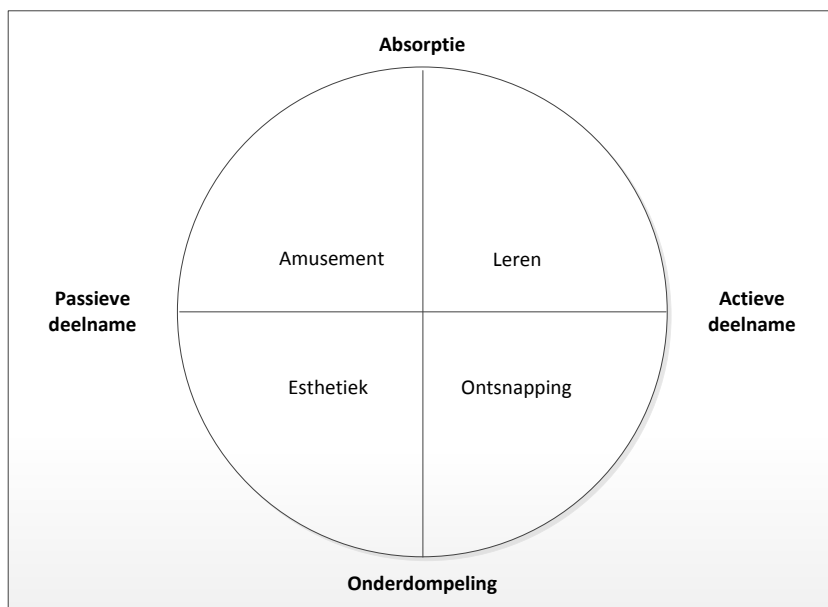 Absorptie
Amusement
Leren
Passieve
deelname
Actieve
deelname
Esthetiek
Ontsnapping
Onderdompeling